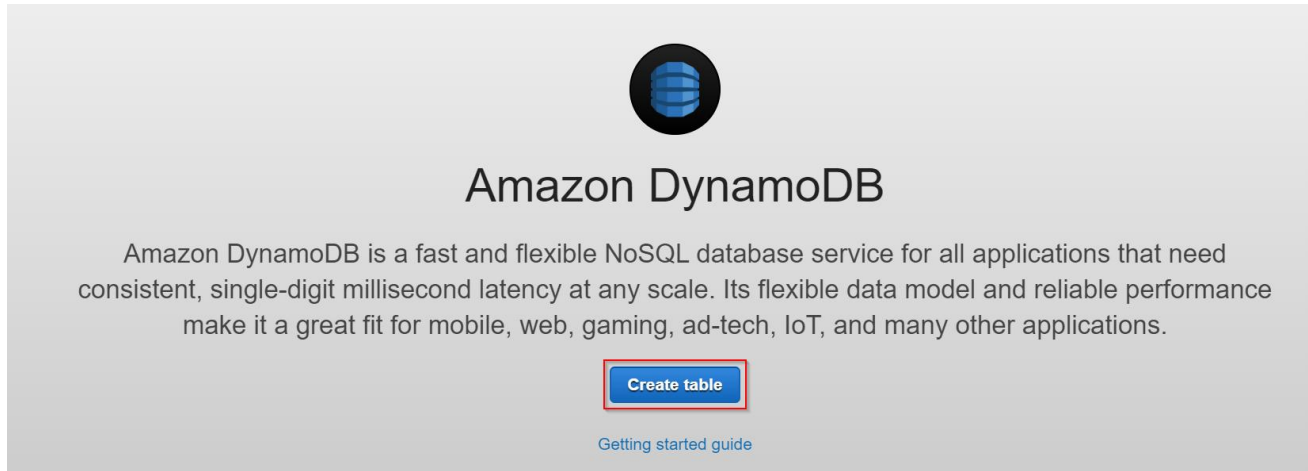 Amazon DynamoDB
Amazon DynamoDB is a fast and flexible NoSQL database service for all applications that need
consistent, single-digit millisecond latency at any scale. Its flexible data model and reliable performance
make it a great fit for mobile, web, gaming, ad-tech, IoT, and many other applications.
Create table
Getting started guide